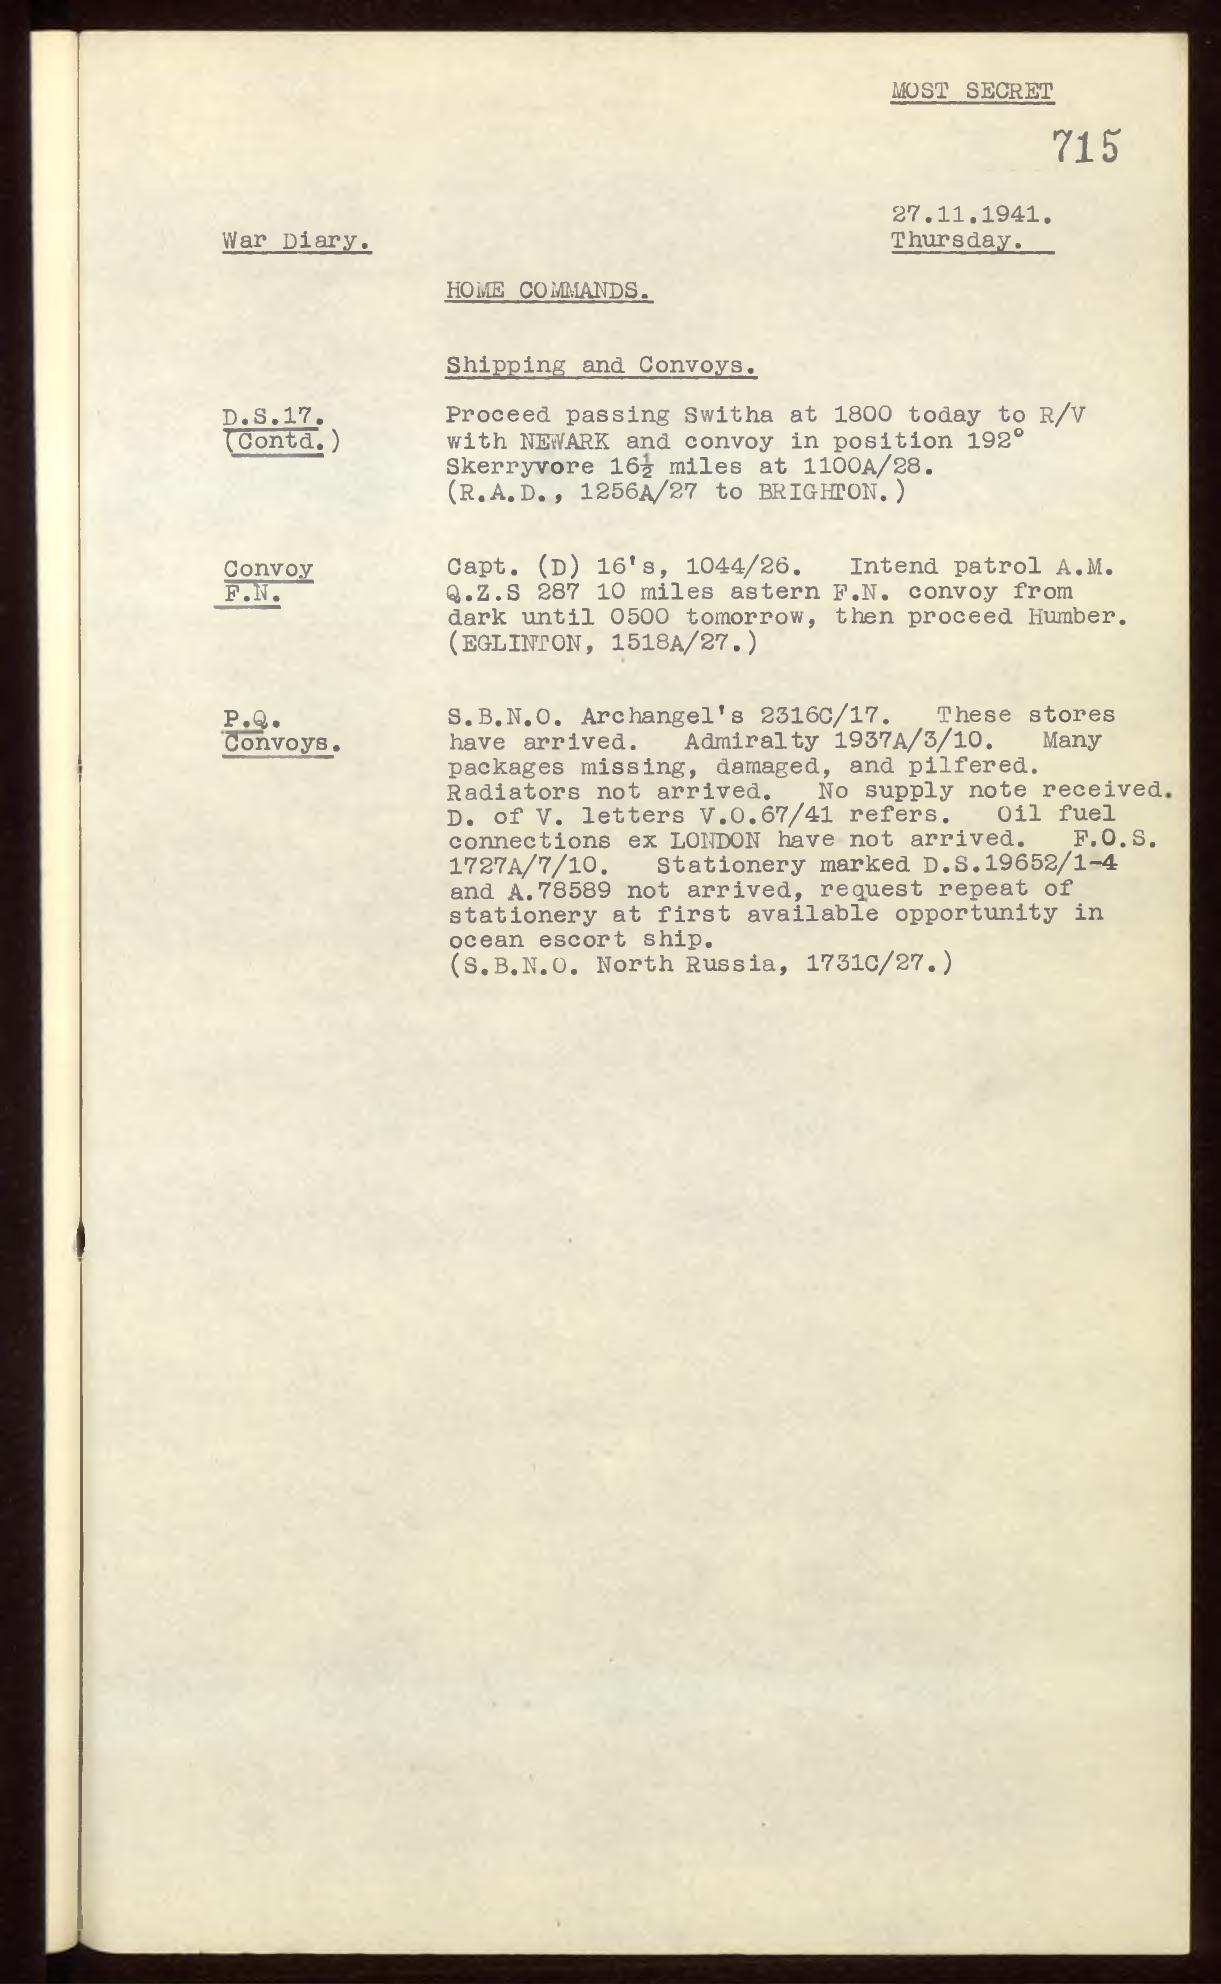 MOST SECRET
715
27.11.1941.
War Diary.
Thursday.
HOME COMMANDS.
Shipping and Convoys.
D.S.17.
(Contd.)
Proceed passing Switha at 1800 today to R/V
with NEWARK and convoy in position 192°
Skerryvore 16½ miles at 1100A/28.
(R.A.D., 1256A/27 to BRIGHTON.)
Convoy
F.N.
Capt. (D) 16's, 1044/26. Intend patrol A.M.
Q.Z.S 287 10 miles astern F.N. convoy from
dark until 0500 tomorrow, then proceed Humber.
(EGLINTON, 1518A/27.)
P.Q.
Convoys.
S.B.N.O. Archangel's 2316C/17. These stores
have arrived. Admiralty 1937A/3/10. Many
packages missing, damaged, and pilfered.
Radiators not arrived. No supply note received.
D. of V. letters V.O.67/41 refers. Oil fuel
connections ex LONDON have not arrived. F.O.S.
1727A/7/10. Stationery marked D.S.19652/1-4
and A.78589 not arrived, request repeat of
stationery at first available opportunity in
ocean escort ship.
(S.B.N.O. North Russia, 1731C/27.)